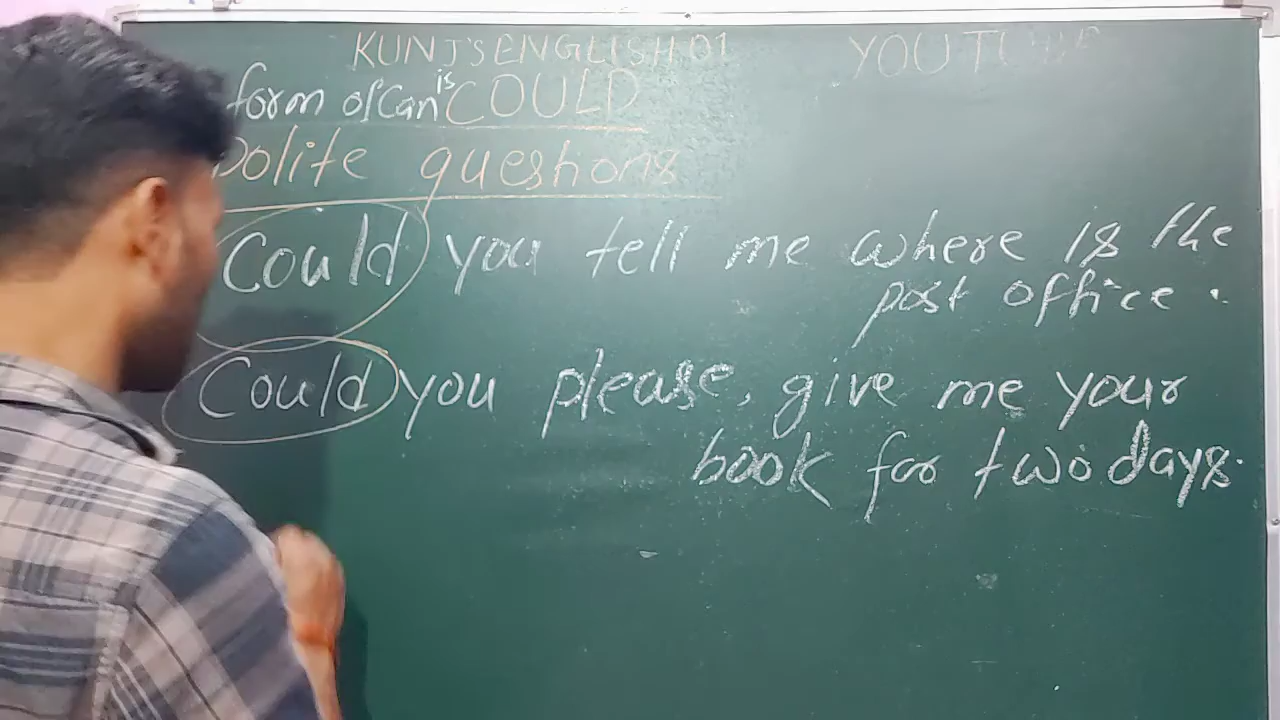 KUNJ'S ENGLISH 01 YOUTUBE
form of Can is COULD
Polite questions
Could you tell me where is the
post office.
Could you please, give me your
book for two days.